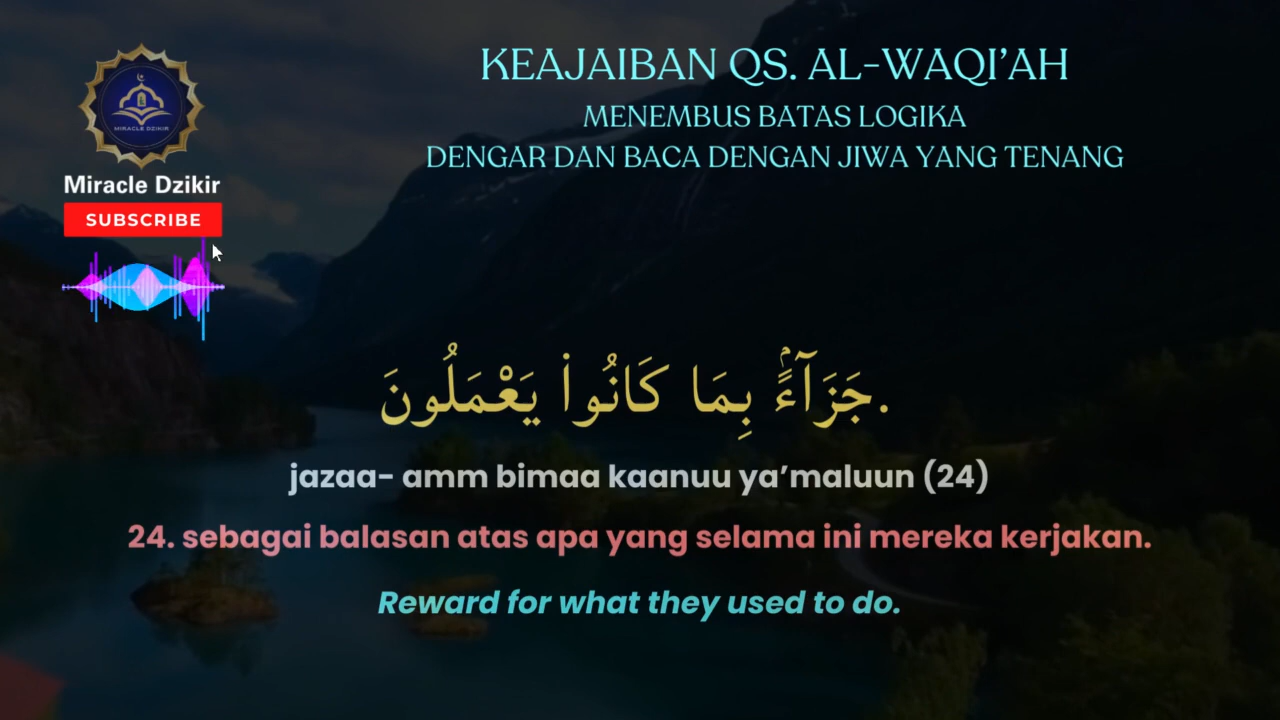 KEAJAIBAN QS. AL-WAQI'AH
MENEMBUS BATAS LOGIKA
DENGAR DAN BACA DENGAN JIWA YANG TENANG
MIRACLE DZIKIR
Miracle Dzikir
SUBSCRIBE
جَزَآءًۢ بِمَا كَانُوا۟ يَعْمَلُونَ.
jazaa- amm bimaa kaanuu ya’maluun (24)
24. sebagai balasan atas apa yang selama ini mereka kerjakan.
Reward for what they used to do.